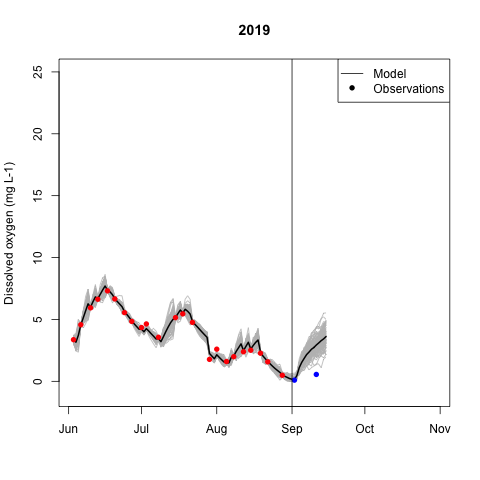 2019
Model
Observations
Dissolved oxygen (mg L-1)
25
20
15
10
5
0
Jun Jul Aug Sep Oct Nov